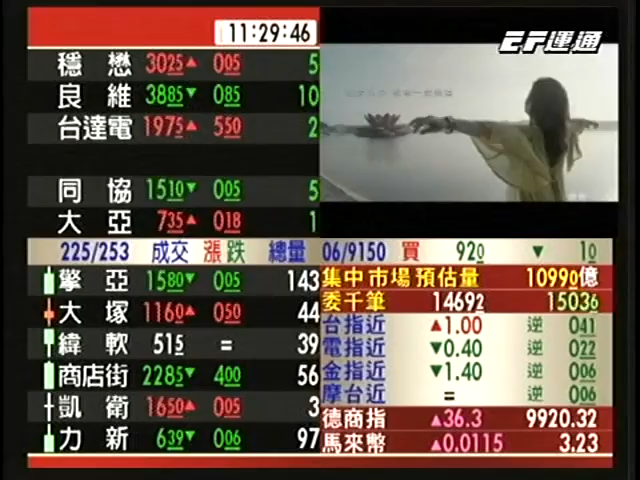 11:29:46
EF運通
穩懋 3025▲ 005 5
良維 3885▼ 085 10
台達電 1975▲ 550 2
同協 1510▼ 005 5
大亞 735▲ 018 1
225/253 成交 漲跌 總量
06/9150 買 920 ▼ 10
擎亞 1580▼ 005 143
集中市場預估量 10990億
大塚 1160▲ 050 44
委千筆 14692 15036
緯軟 515 = 39
台指近 ▲1.00 逆 041
電指近 ▼0.40 逆 022
商店街 2285▼ 400 56
金指近 ▼1.40 逆 006
摩台近 = 逆 006
凱衛 1650▲ 005 3
德商指 ▲36.3 9920.32
力新 639▼ 006 97
馬來幣 ▲0.0115 3.23